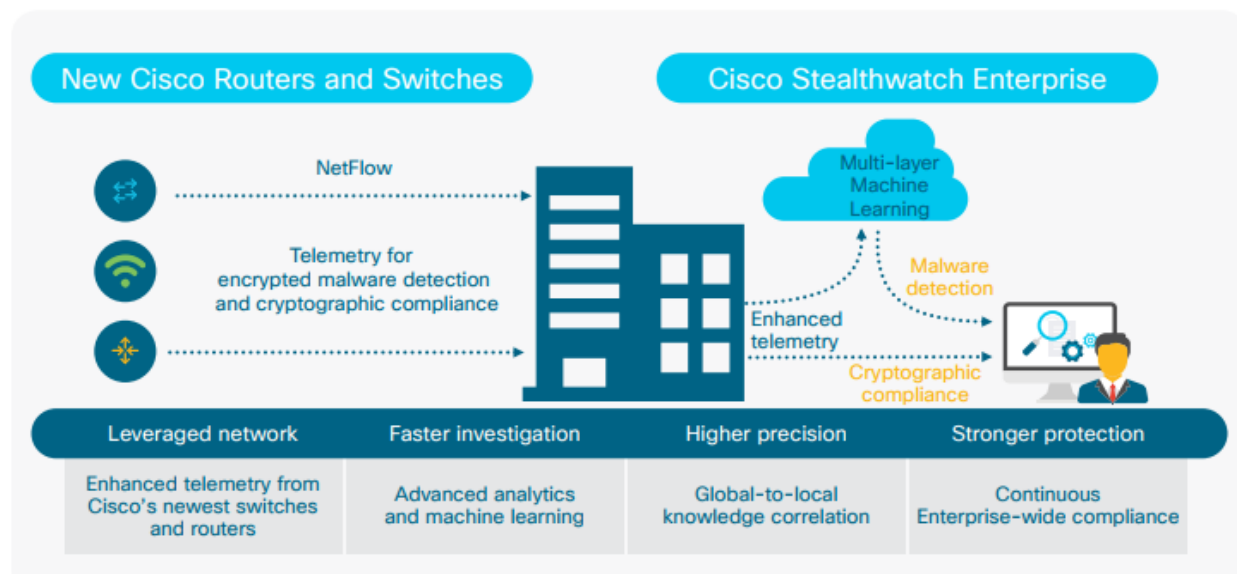 New Cisco Routers and Switches
Cisco Stealthwatch Enterprise
NetFlow
Telemetry for
encrypted malware detection
and cryptographic compliance
Multi-layer
Machine
Learning
Malware
detection
Enhanced
telemetry
Cryptographic
compliance
Leveraged network
Faster investigation
Higher precision
Stronger protection
Enhanced telemetry from
Cisco's newest switches
and routers
Advanced analytics
and machine learning
Global-to-local
knowledge correlation
Continuous
Enterprise-wide compliance